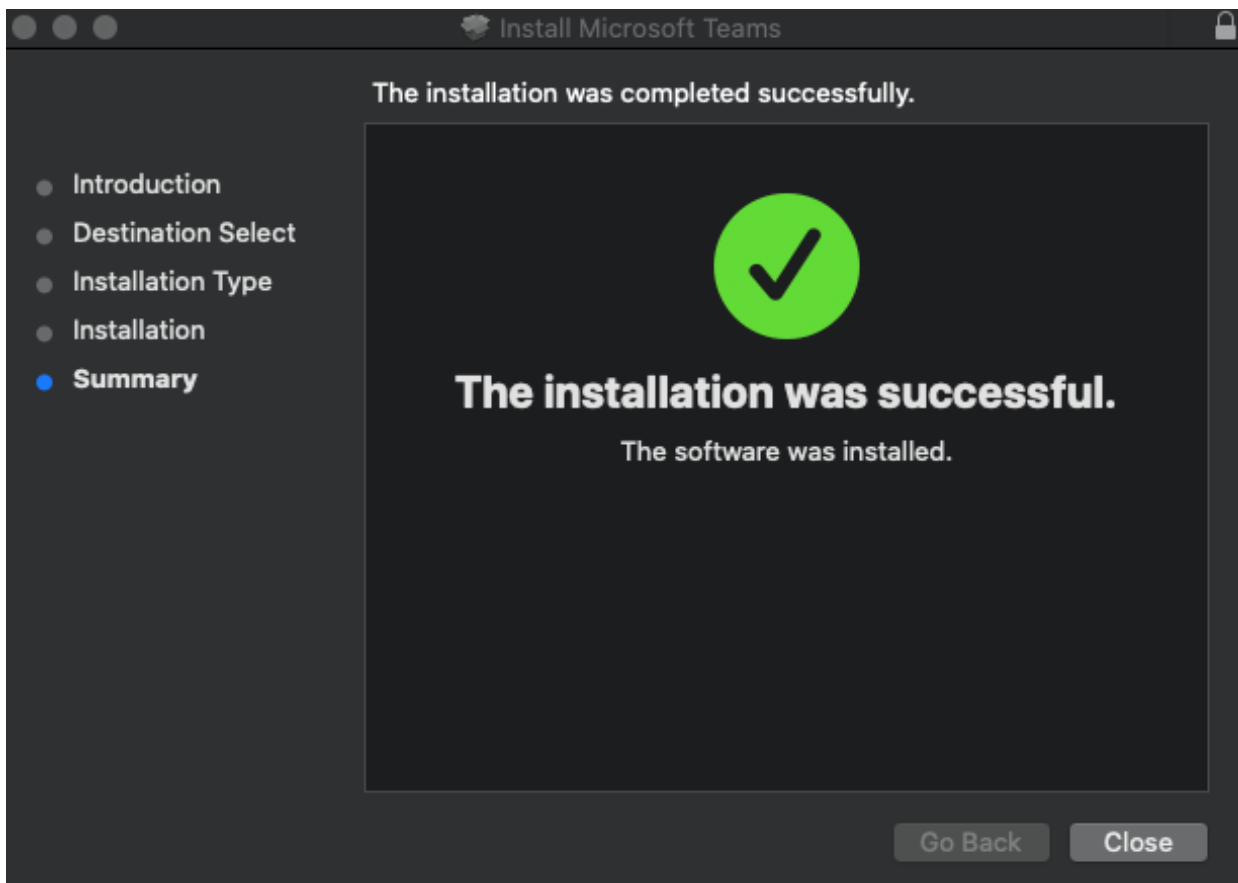 Install Microsoft Teams
The installation was completed successfully.
Introduction
Destination Select
Installation Type
Installation
Summary
The installation was successful.
The software was installed.
Go Back
Close